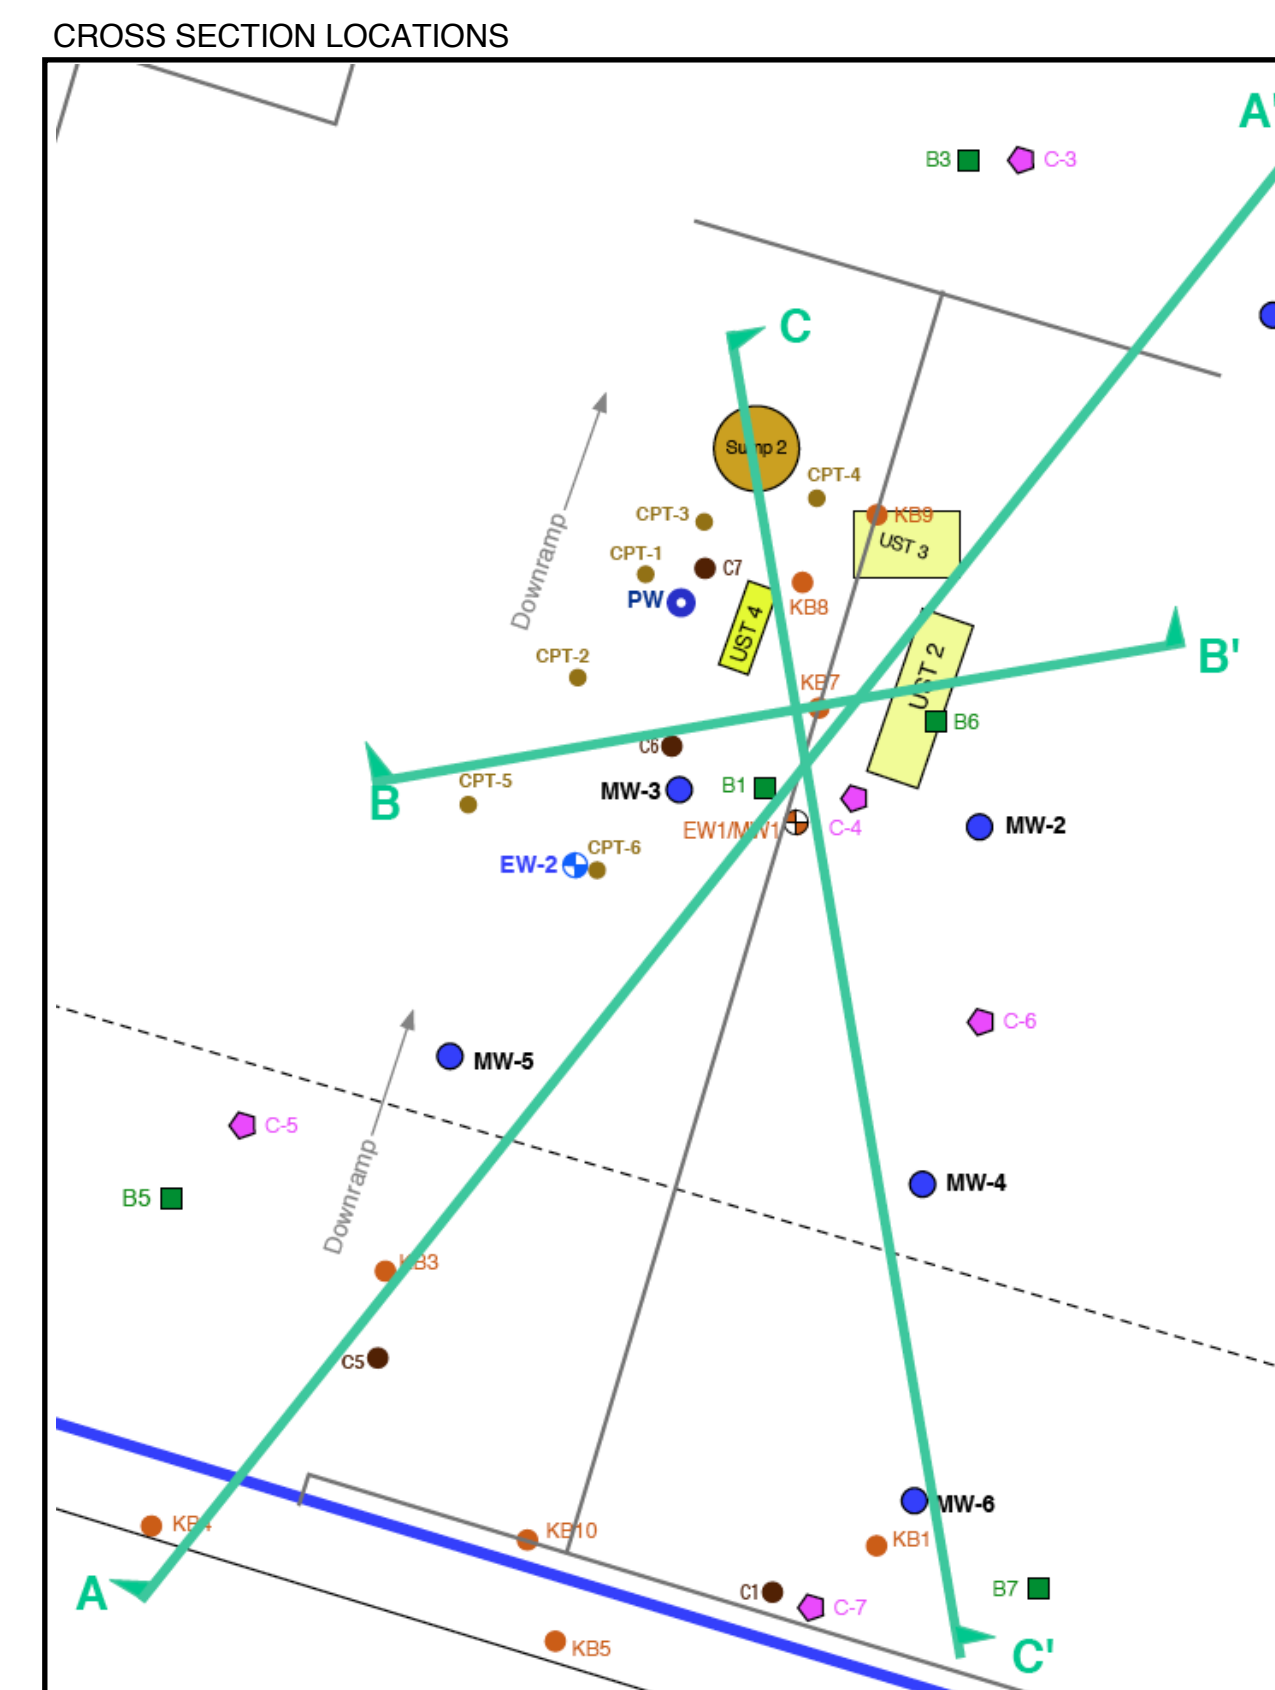 CROSS SECTION LOCATIONS
A'
B3
C-3
C
Sump 2
CPT-4
CPT-3
KB9
UST 3
CPT-1
C7
Downramp
PW
KB8
UST 4
CPT-2
UST 2
B'
KB7
B6
C6
CPT-5
B
MW-3
B1
EW1/MW1
C-4
MW-2
CPT-6
EW-2
C-6
MW-5
C-5
Downramp
MW-4
B5
KB3
C5
MW-6
KB4
KB10
KB1
A
C1
C-7
B7
KB5
C'